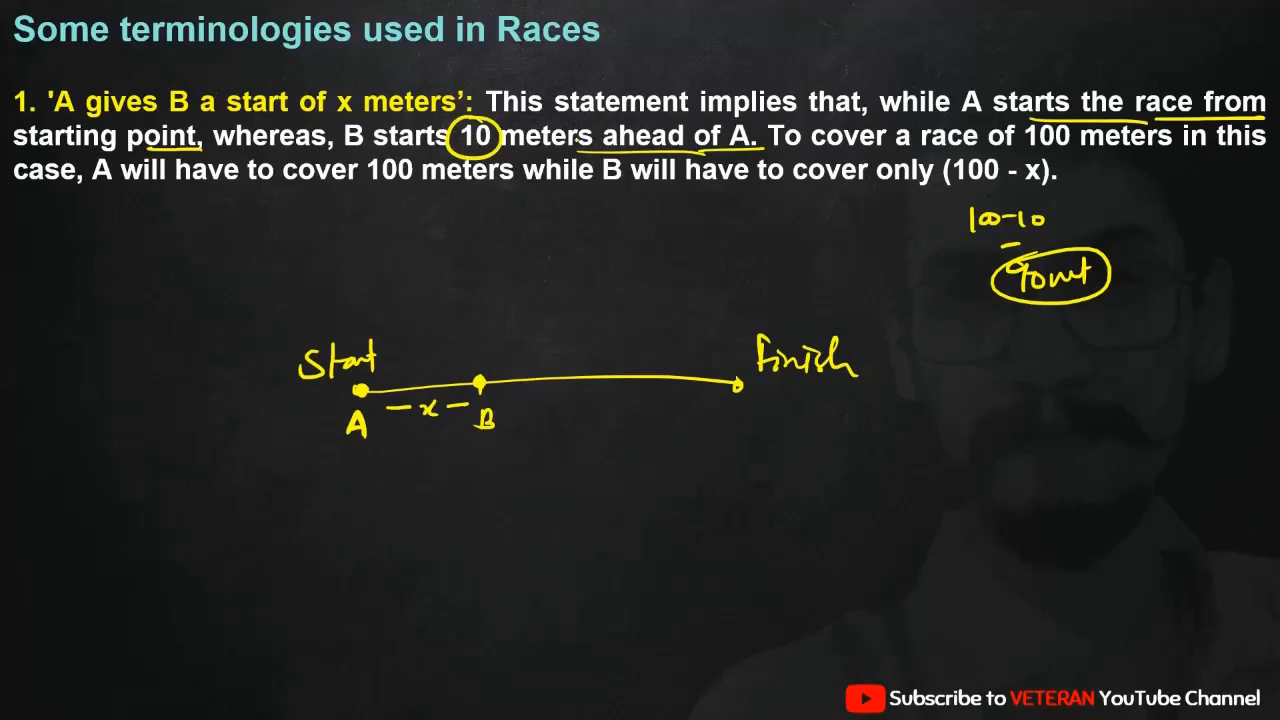 Some terminologies used in Races
1. 'A gives B a start of x meters’: This statement implies that, while A starts the race from
starting point, whereas, B starts 10 meters ahead of A. To cover a race of 100 meters in this
case, A will have to cover 100 meters while B will have to cover only (100 - x).
100-10
90mt
Start
Finish
A
- x -
B
Subscribe to VETERAN YouTube Channel